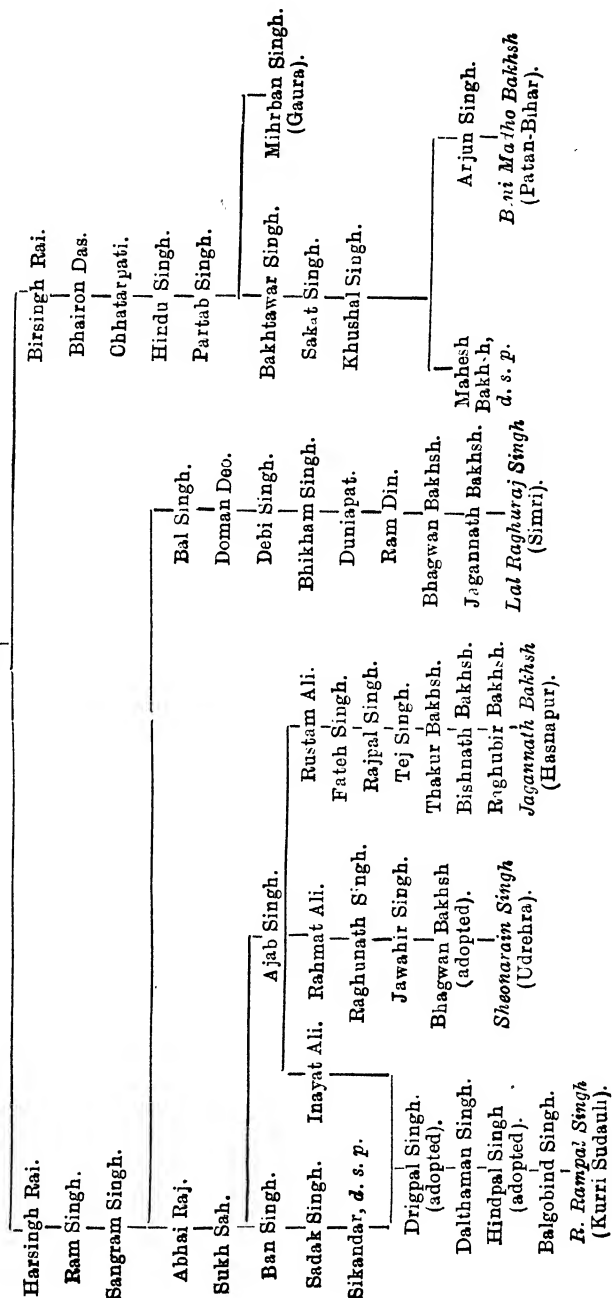 Harsingh Rai.
Ram Singh.
Sangram Singh.
Abhai Raj.
Sukh Sah.
Ban Singh.
Sadak Singh.
Sikandar, d. s. p.
Ajab Singh.
Inayat Ali.
Drigpal Singh.
(adopted).
Dalthaman Singh.
Hindpal Singh
(adopted).
Balgobind Singh.
R. Rampal Singh
(Kurri Sudauli).
Rahmat Ali.
Raghunath Singh.
Jawahir Singh.
Bhagwan Bakhsh
(adopted).
Sheonarain Singh
(Udrehra).
Rustam Ali.
Fateh Singh.
Rajpal Singh.
Tej Singh.
Thakur Bakhsh.
Bishnath Bakhsh.
Raghubir Bakhsh.
Jagannath Bakhsh
(Hasnapur).
Bal Singh.
Doman Deo.
Debi Singh.
Bhikham Singh.
Duniapat.
Ram Din.
Bhagwan Bakhsh.
Jagannath Bakhsh.
Lal Raghuraj Singh
(Simri).
Birsingh Rai.
Bhairon Das.
Chhatarpati.
Hindu Singh.
Partab Singh.
Bakhtawar Singh.
Sakat Singh.
Khushal Singh.
Mahesh
Bakhsh,
d. s. p.
Arjun Singh.
Beni Madho Bakhsh
(Patan-Bihar).
Mihrban Singh.
(Gaura).